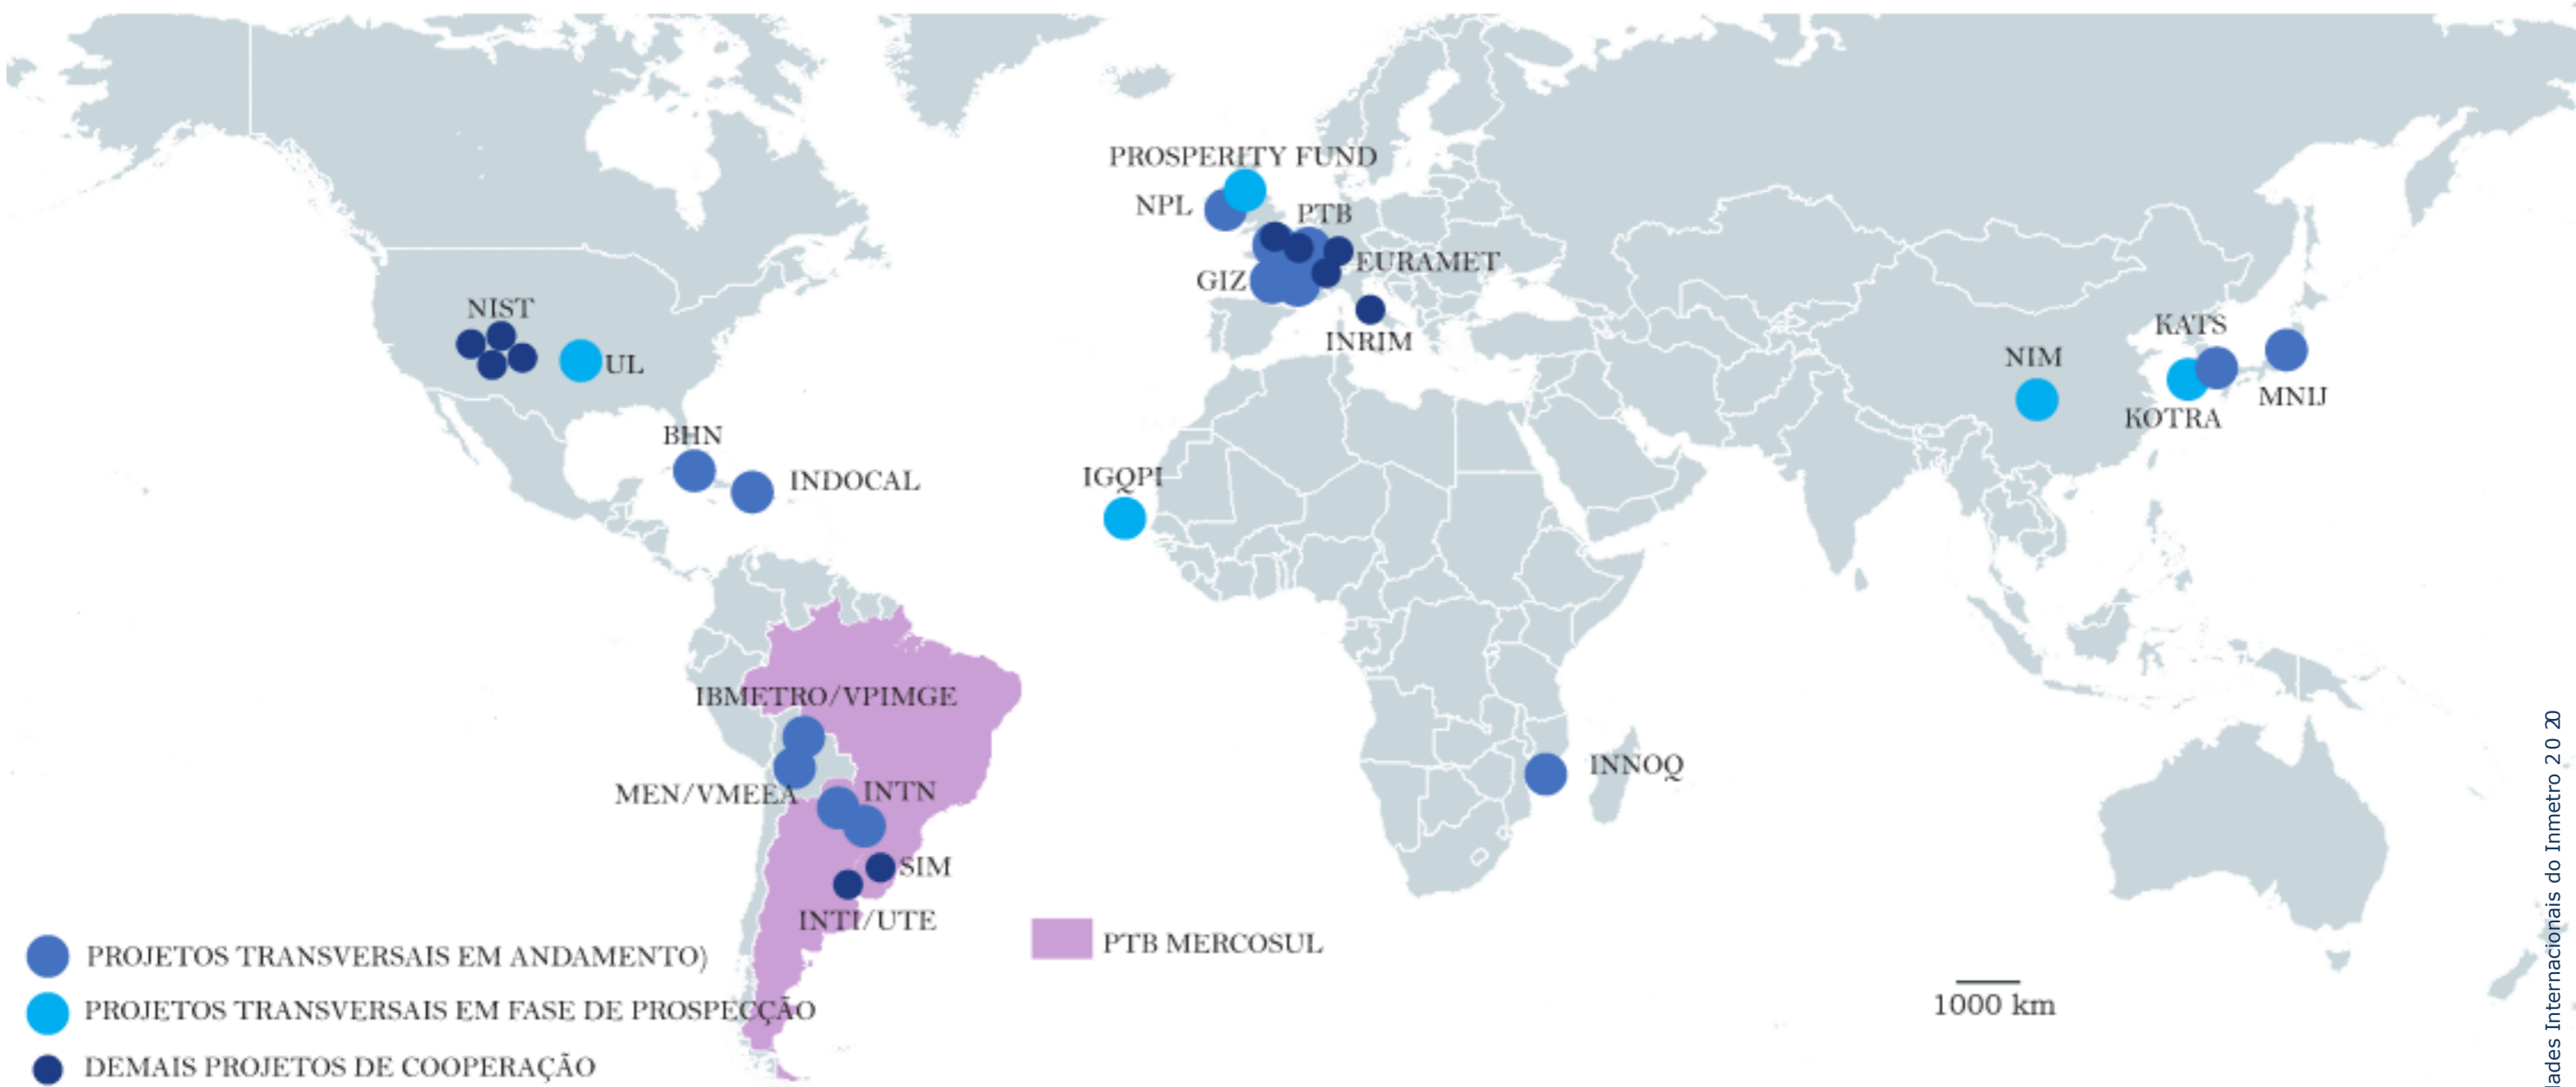 PROSPERITY FUND
NPL
PTB
EURAMET
GIZ
INRIM
NIST
UL
KATS
NIM
MNIJ
KOTRA
BHN
INDOCAL
IGQPI
IBMETRO/VPIMGE
MEN/VMEEA
INTN
INNOQ
SIM
INTI/UTE
PROJETOS TRANSVERSAIS EM ANDAMENTO)
PROJETOS TRANSVERSAIS EM FASE DE PROSPECÇÃO
DEMAIS PROJETOS DE COOPERAÇÃO
PTB MERCOSUL
1000 km
Internacionais do Inmetro 2020